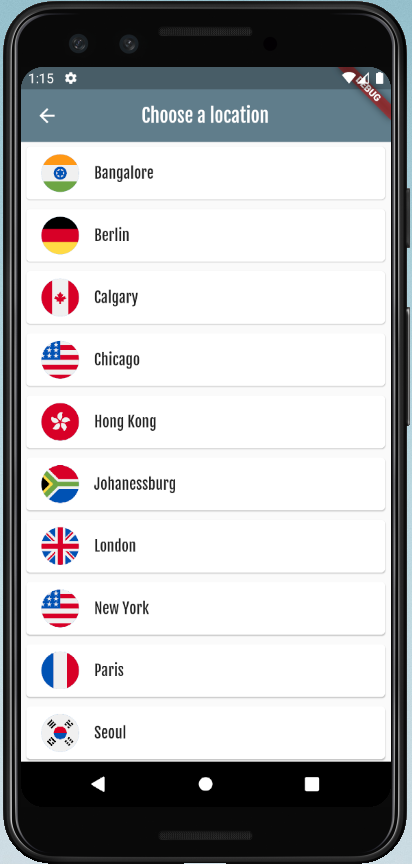 1:15
DEBUG
Choose a location
Bangalore
Berlin
Calgary
Chicago
Hong Kong
Johanessburg
London
New York
Paris
Seoul